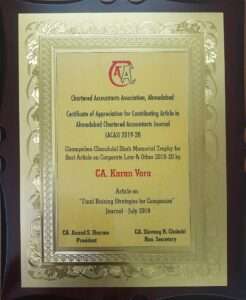 CAA
Chartered Accountants Association, Ahmedabad
Certificate of Appreciation for Contributing Article in
Ahmedabad Chartered Accountants Journal
(ACAJ) 2019-20
Champaben Chimanlal Shah Memorial Trophy for
Best Article on Corporate Law & Other 2019-20 by
CA. Karan Vora
Article on
"Fund Raising Strategies for Companies"
Journal - July 2019
CA. Anand S. Sharma
President
CA. Shivang R. Chokshi
Hon. Secretary